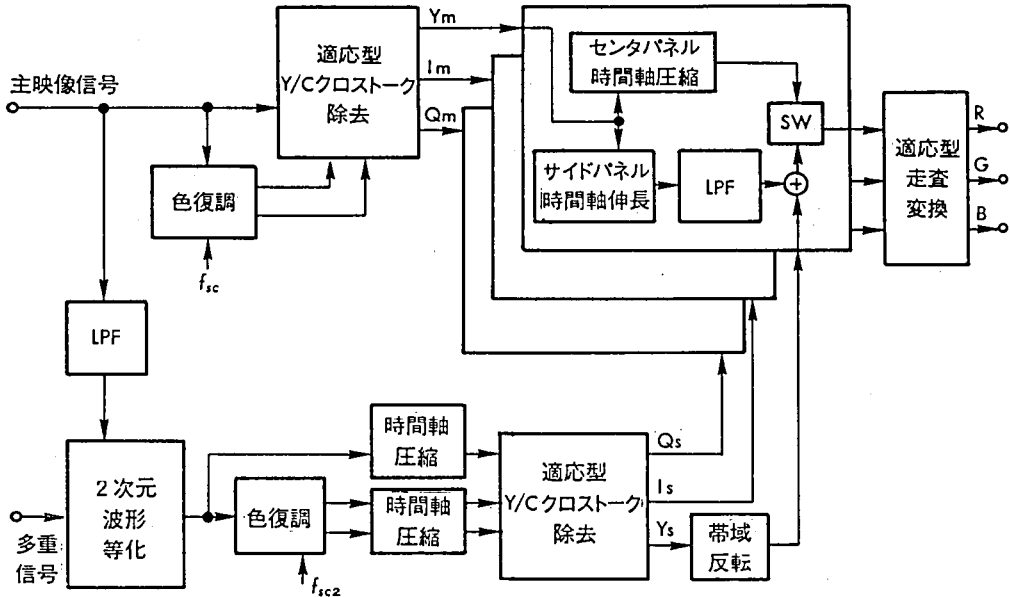 主映像信号
適応型
Y/Cクロストーク
除去
Ym
Im
Qm
色復調
fsc
センタパネル
時間軸圧縮
サイドパネル
時間軸伸長
LPF
SW
+
適応型
走査
変換
R
G
B
LPF
2次元
波形
等化
多重
信号
時間軸
圧縮
色復調
fsc2
時間軸
圧縮
適応型
Y/Cクロストーク
除去
Qs
Is
Ys
帯域
反転